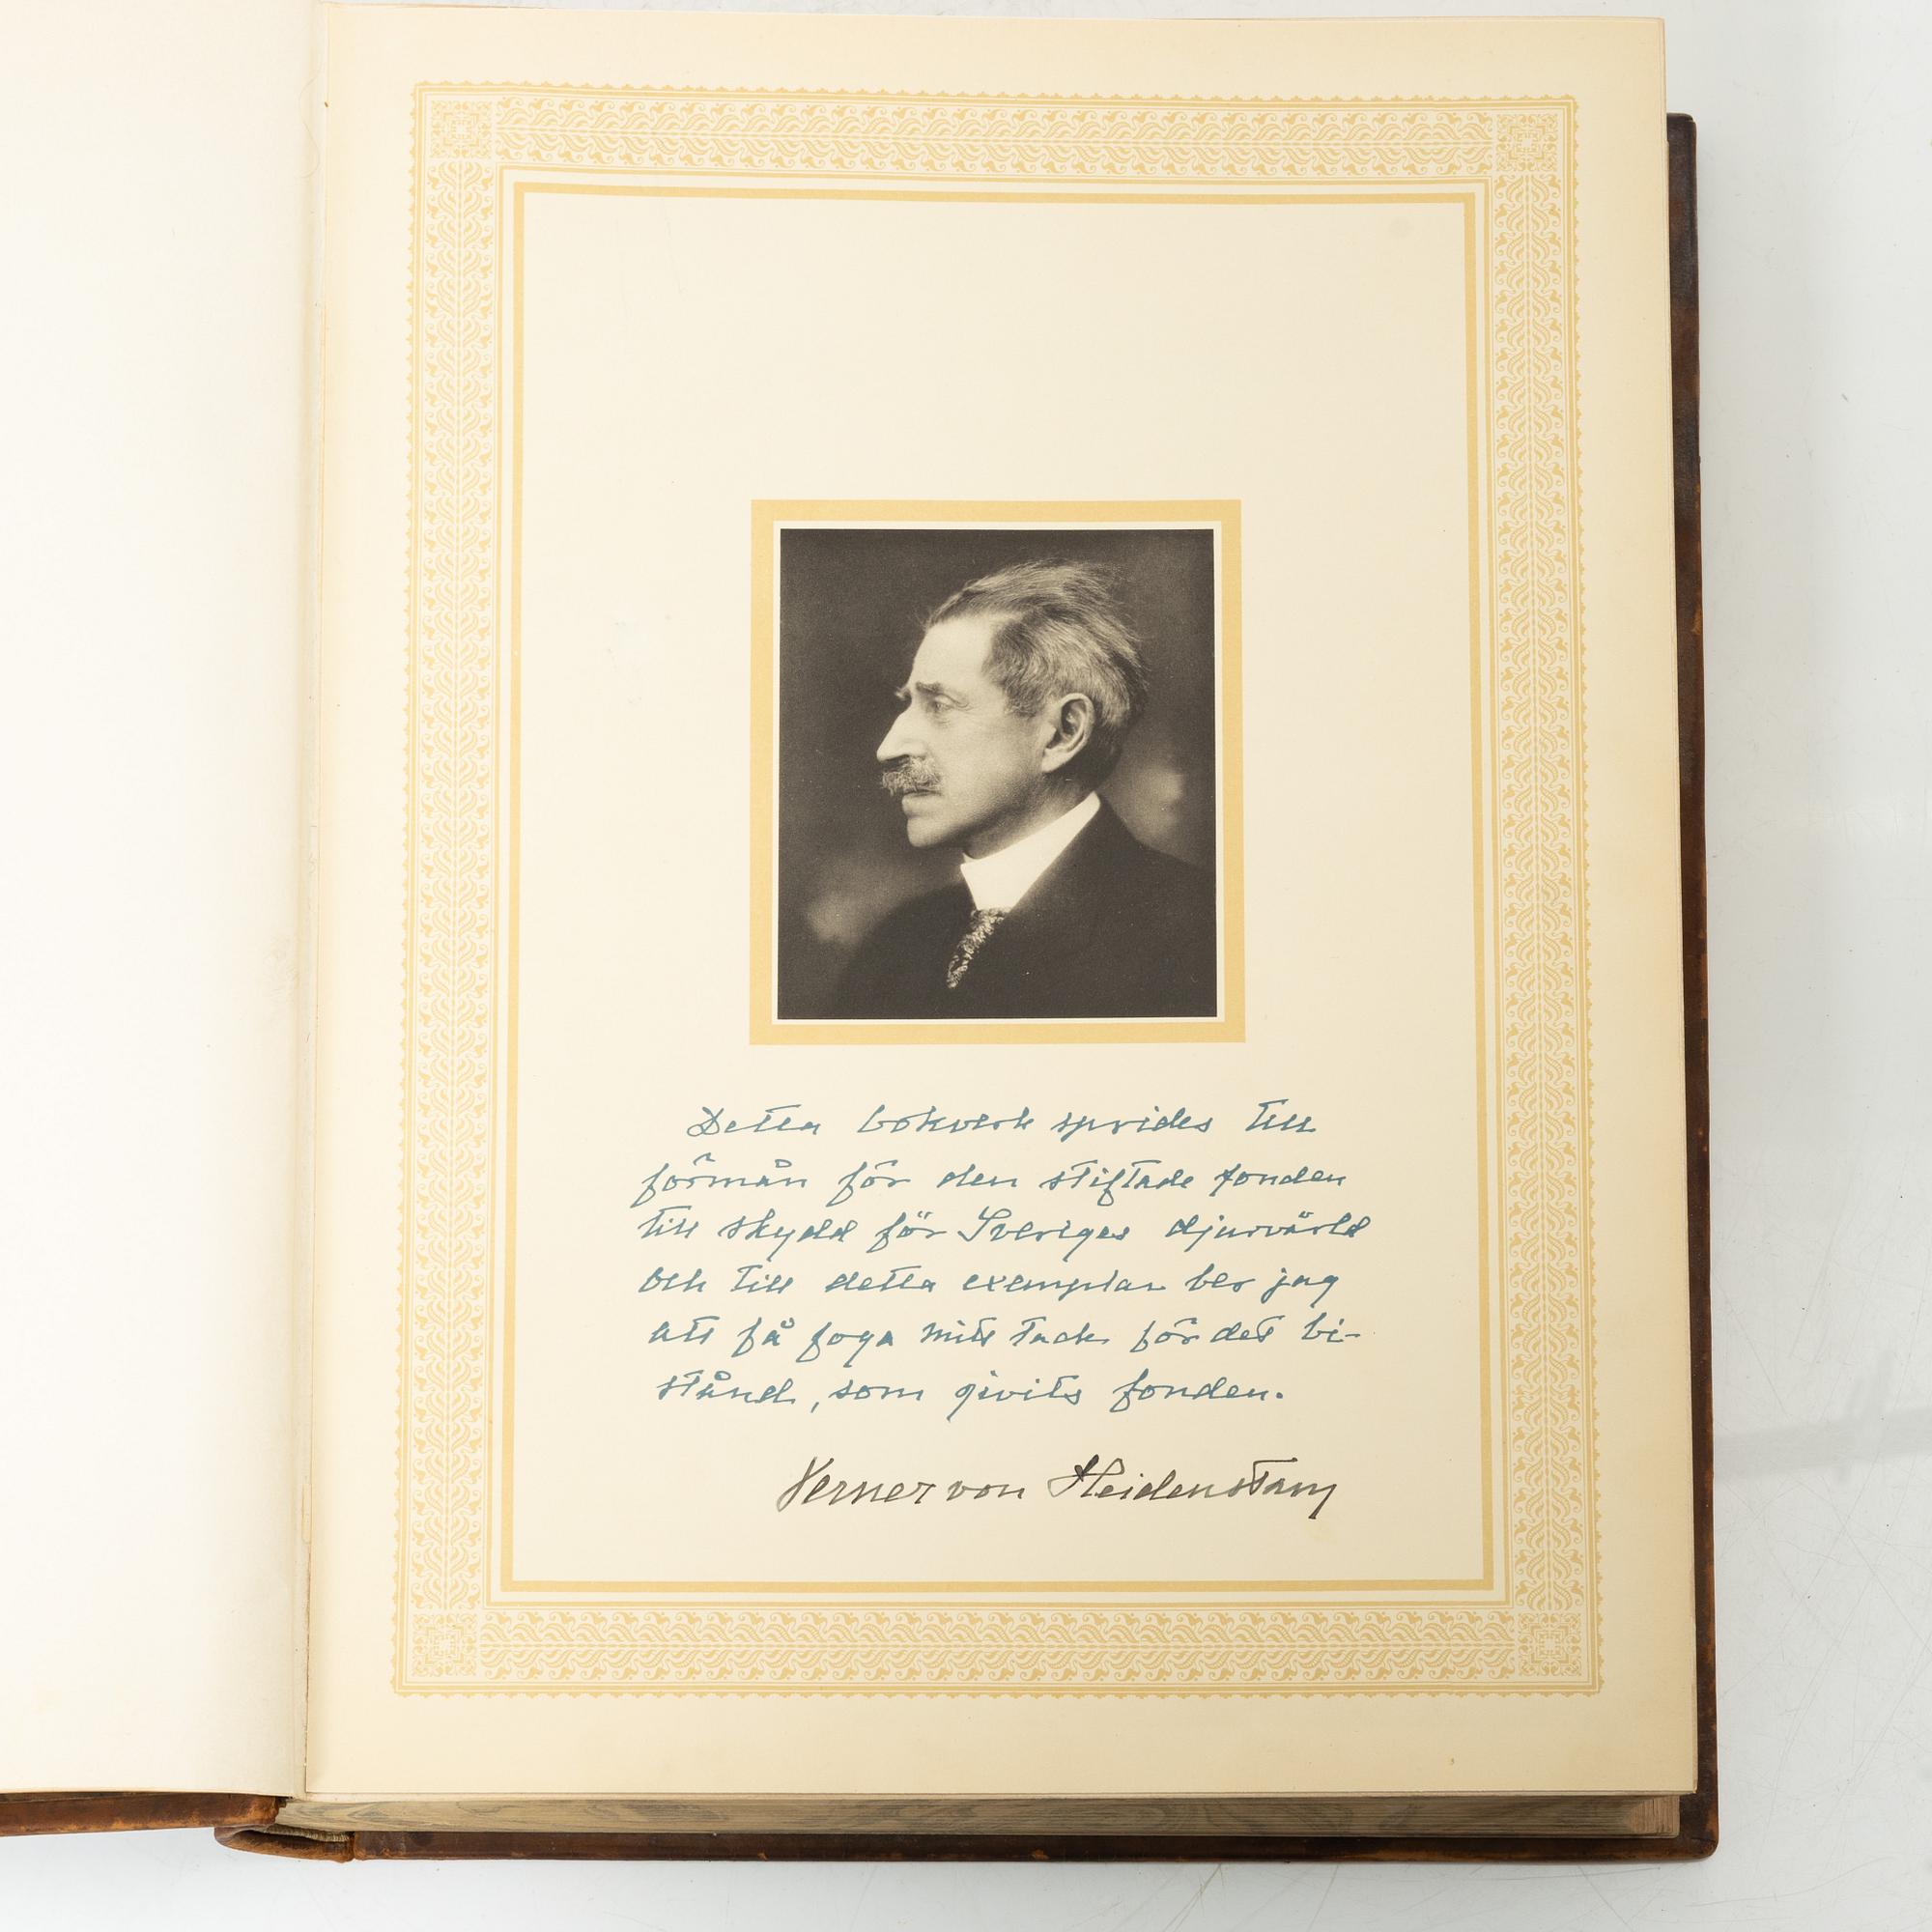 Detta bokverk sprides till
förmån för den stiftade fonden
till skydd för Sveriges djurvärld
och till detta exemplar ber jag
att få foga mitt tack för det bi-
stånd, som givits fonden.
Verner von Heidenstam